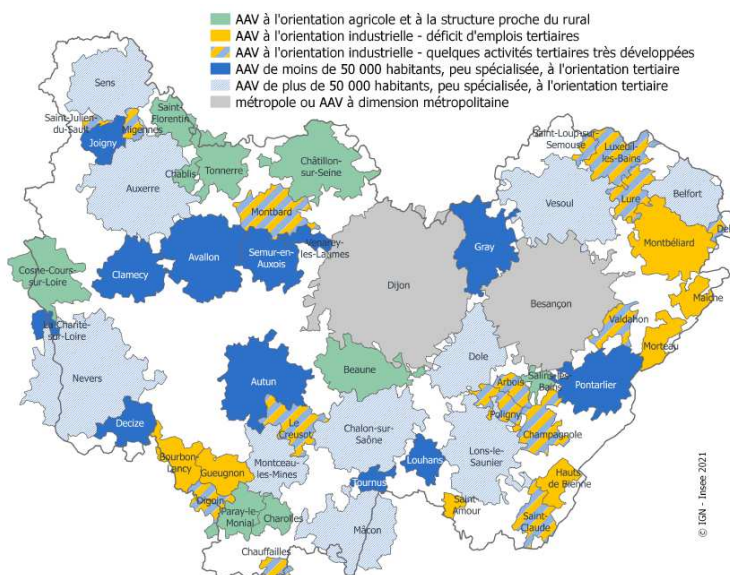 AAV à l'orientation agricole et à la structure proche du rural
AAV à l'orientation industrielle - déficit d'emplois tertiaires
AAV à l'orientation industrielle - quelques activités tertiaires très développées
AAV de moins de 50 000 habitants, peu spécialisée, à l'orientation tertiaire
AAV de plus de 50 000 habitants, peu spécialisée, à l'orientation tertiaire
métropole ou AAV à dimension métropolitaine
Sens
Saint-Julien-
du-Sault
Migennes
Joigny
Saint-
Florentin
Chablis
Tonnerre
Châtillon-
sur-Seine
Auxerre
Montbard
Saint-Loup-sur-
Semouse
Luxeuil-
les-Bains
Lure
Vesoul
Belfort
Montbéliard
Del
Clamecy
Avallon
Semur-en-
Auxois
Venarey-
les-Laumes
Dijon
Gray
Besançon
Maîche
Cosne-Cours-
sur-Loire
La Charité-
sur-Loire
Valdahon
Morteau
Nevers
Autun
Beaune
Dole
Arbois
Salins-les-
Bains
Pontarlier
Decize
Le
Creusot
Chalon-sur-
Saône
Poligny
Champagnole
Bourbon-
Lancy
Gueugnon
Montceau-
les-Mines
Louhans
Lons-le-
Saunier
Digoin
Tournus
Hauts
de Bienne
Paray-le-
Monial
Charolles
Saint-
Amour
Saint-
Claude
Mâcon
Chauffailles
© IGN - Insee 2021